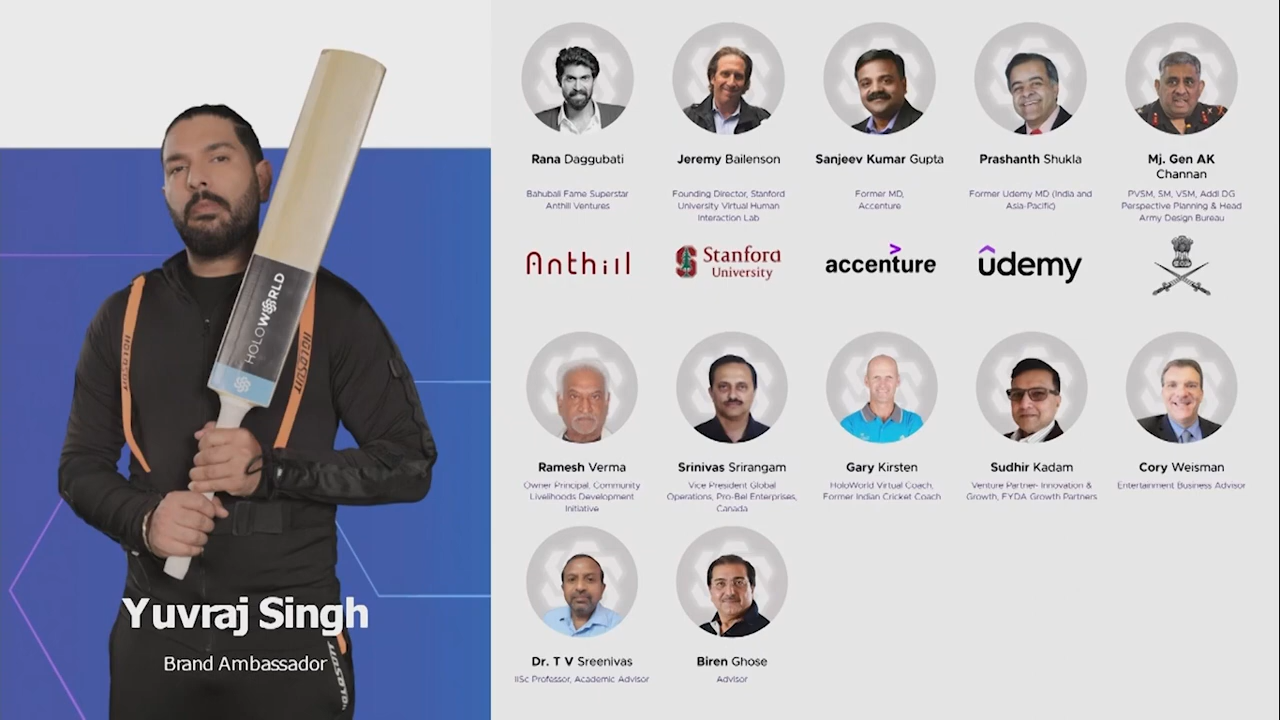 HOLOWORLD
HOLOSUIT
HOLOSUIT
HOLOSUIT
Yuvraj Singh
Brand Ambassador
Rana Daggubati
Bahubali Fame Superstar
Anthill Ventures
Anthill
Jeremy Bailenson
Founding Director, Stanford
University Virtual Human
Interaction Lab
Stanford
University
Sanjeev Kumar Gupta
Former MD,
Accenture
accenture
Prashanth Shukla
Former Udemy MD (India and
Asia-Pacific)
udemy
Mj. Gen AK
Channan
PVSM, SM, VSM, Addl DG
Perspective Planning & Head
Army Design Bureau
Ramesh Verma
Owner Principal, Community
Livelihoods Development
Initiative
Srinivas Srirangam
Vice President Global
Operations, Pro-Bel Enterprises,
Canada
Gary Kirsten
HoloWorld Virtual Coach,
Former Indian Cricket Coach
Sudhir Kadam
Venture Partner- Innovation &
Growth, FYDA Growth Partners
Cory Weisman
Entertainment Business Advisor
Dr. T V Sreenivas
IISc Professor, Academic Advisor
Biren Ghose
Advisor